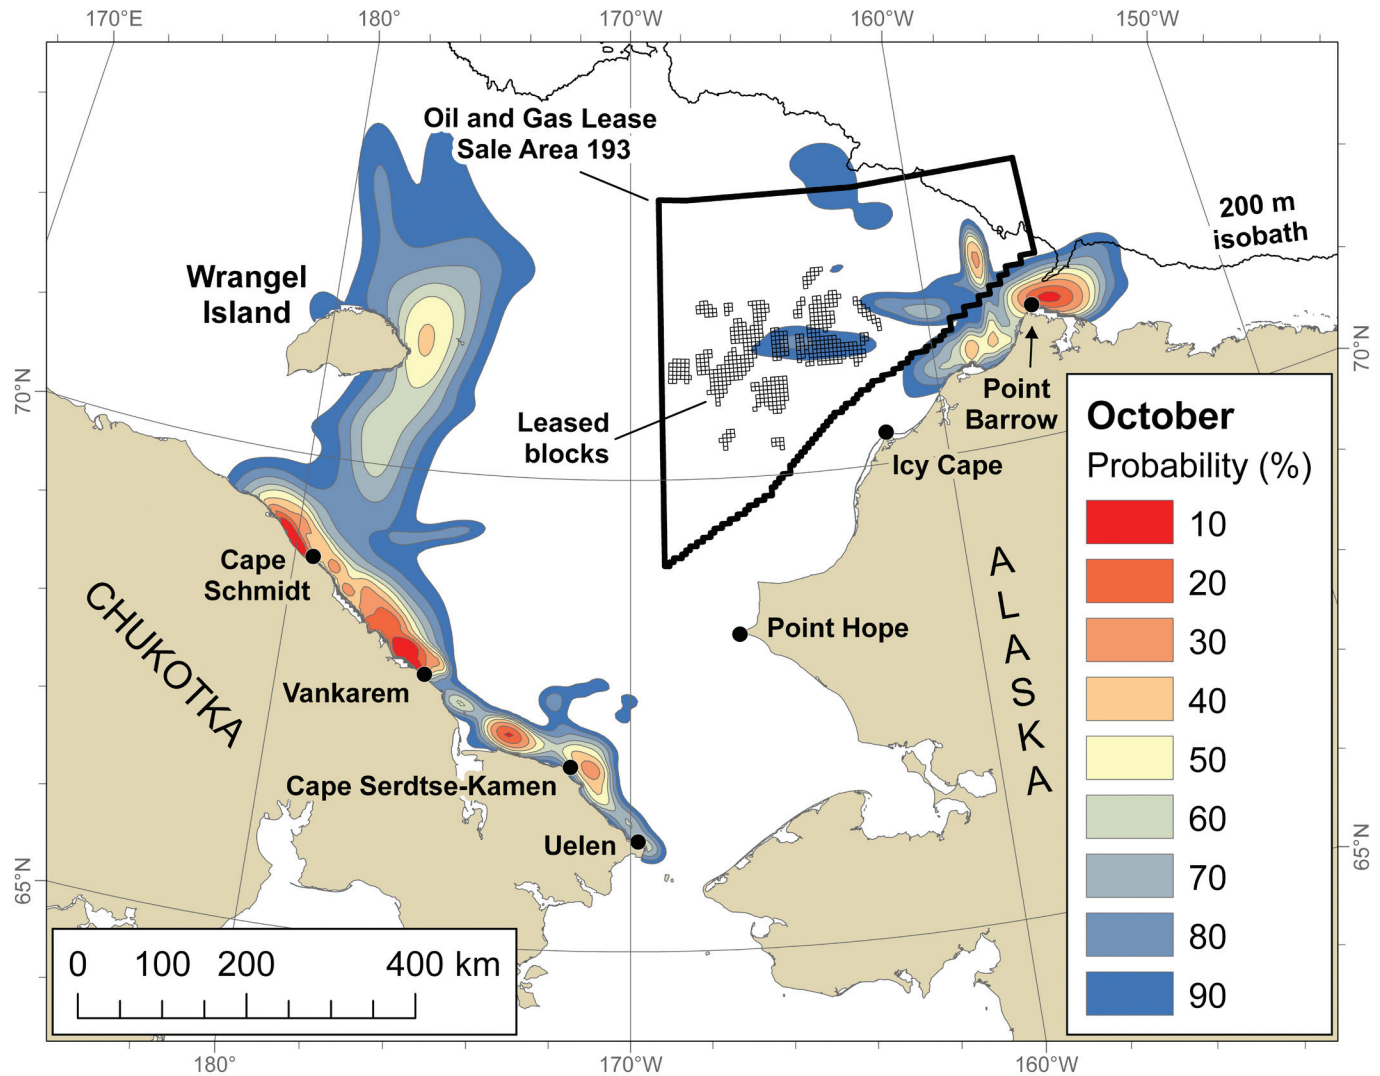 170°E
180°
170°W
160°W
150°W
Oil and Gas Lease
Sale Area 193
200 m
isobath
Wrangel
Island
70°N
70°N
Leased
blocks
Point
Barrow
Icy Cape
Cape
Schmidt
CHUKOTKA
Point Hope
ALASKA
Vankarem
Cape Serdtse-Kamen
Uelen
65°N
65°N
October
Probability (%)
10
20
30
40
50
60
70
80
90
0 100 200 400 km
180°
170°W
160°W